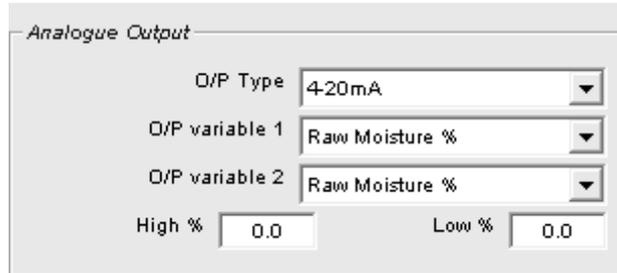 Analogue Output
O/P Type 4-20mA
O/P variable 1 Raw Moisture %
O/P variable 2 Raw Moisture %
High % 0.0 Low % 0.0